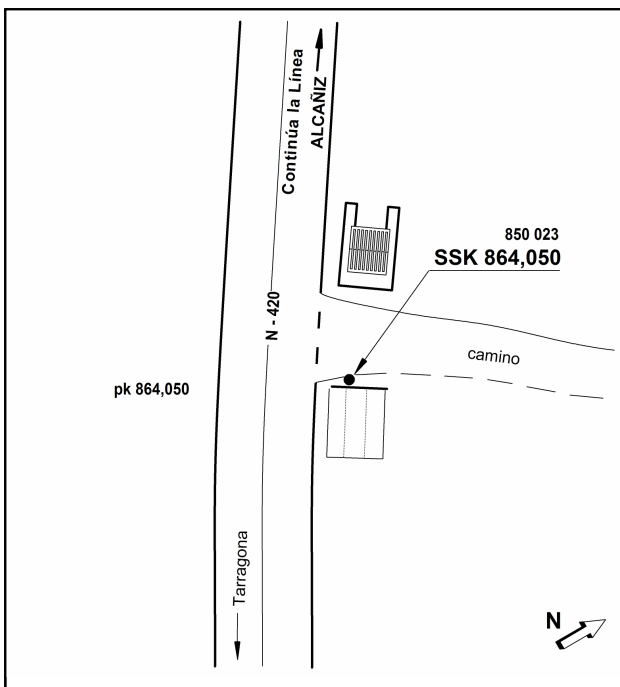 Continúa la Línea
ALCAÑIZ
850 023
SSK 864,050
N - 420
camino
pk 864,050
Tarragona
N